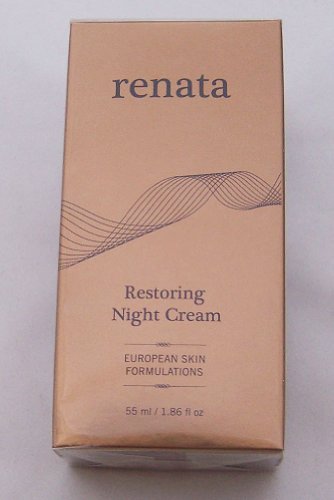 renata
Restoring
Night Cream
EUROPEAN SKIN
FORMULATIONS
55 ml / 1.86 fl oz